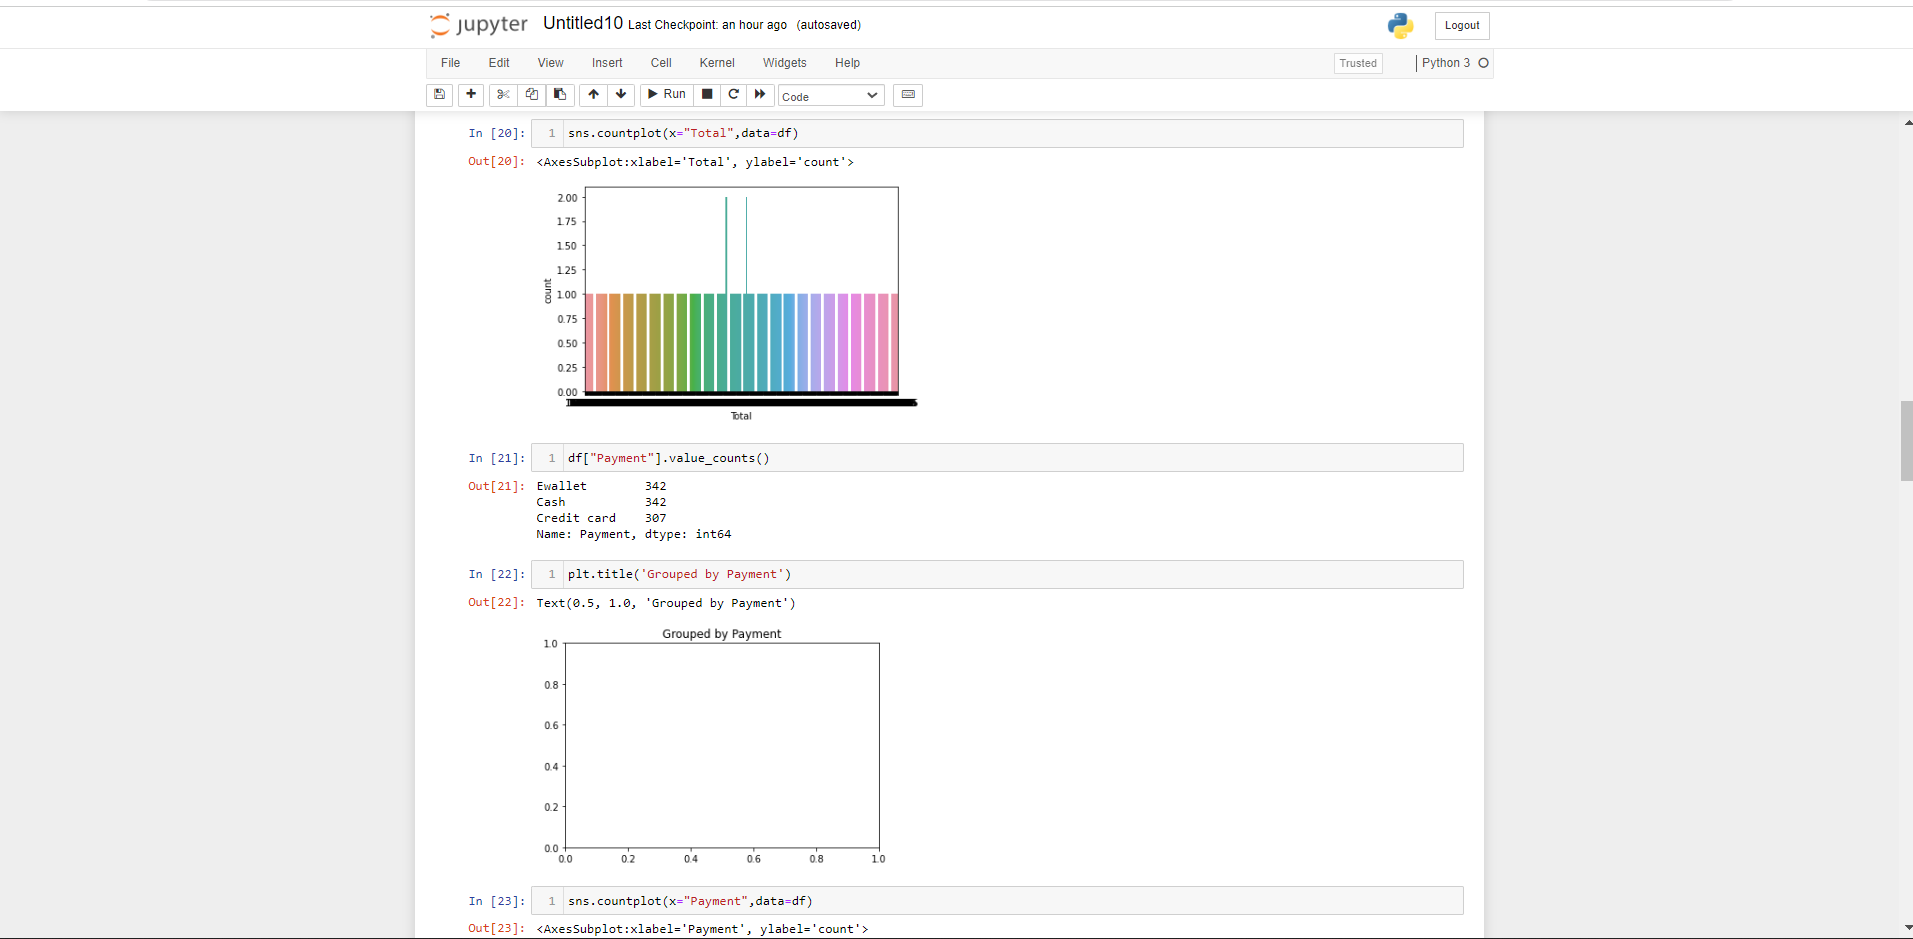 jupyter Untitled10 Last Checkpoint: an hour ago (autosaved) Logout
File Edit View Insert Cell Kernel Widgets Help Trusted Python 3
Run Code
In [20]: 1 sns.countplot(x="Total",data=df)
Out[20]: <AxesSubplot:xlabel='Total', ylabel='count'>
2.00
1.75
1.50
1.25
1.00
0.75
0.50
0.25
0.00
count
Total
In [21]: 1 df["Payment"].value_counts()
Out[21]: Ewallet 342
Cash 342
Credit card 307
Name: Payment, dtype: int64
In [22]: 1 plt.title('Grouped by Payment')
Out[22]: Text(0.5, 1.0, 'Grouped by Payment')
Grouped by Payment
1.0
0.8
0.6
0.4
0.2
0.0
0.0 0.2 0.4 0.6 0.8 1.0
In [23]: 1 sns.countplot(x="Payment",data=df)
Out[23]: <AxesSubplot:xlabel='Payment', ylabel='count'>